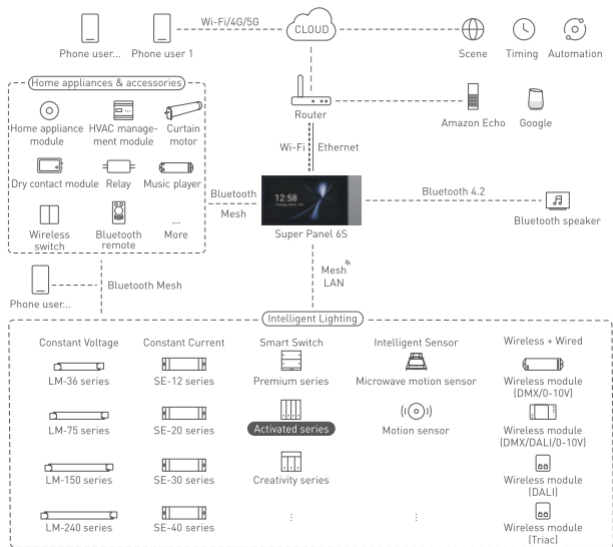 Wi-Fi/4G/5G
CLOUD
Phone user...
Phone user 1
Scene
Timing
Automation
Home appliances & accessories
Home appliance
module
HVAC manage-
ment module
Curtain
motor
Router
Amazon Echo
Google
Wi-Fi
Ethernet
Dry contact module
Relay
Music player
Bluetooth
Mesh
12:58
Bluetooth 4.2
Bluetooth speaker
Wireless
switch
Bluetooth
remote
...
More
Super Panel 6S
Mesh
LAN
Phone user...
Bluetooth Mesh
Intelligent Lighting
Constant Voltage
Constant Current
Smart Switch
Intelligent Sensor
Wireless + Wired
LM-36 series
SE-12 series
Premium series
Microwave motion sensor
Wireless module
(DMX/0-10V)
LM-75 series
SE-20 series
Activated series
Motion sensor
Wireless module
(DMX/DALI/0-10V)
LM-150 series
SE-30 series
Creativity series
Wireless module
(DALI)
LM-240 series
SE-40 series
Wireless module
(Triac)